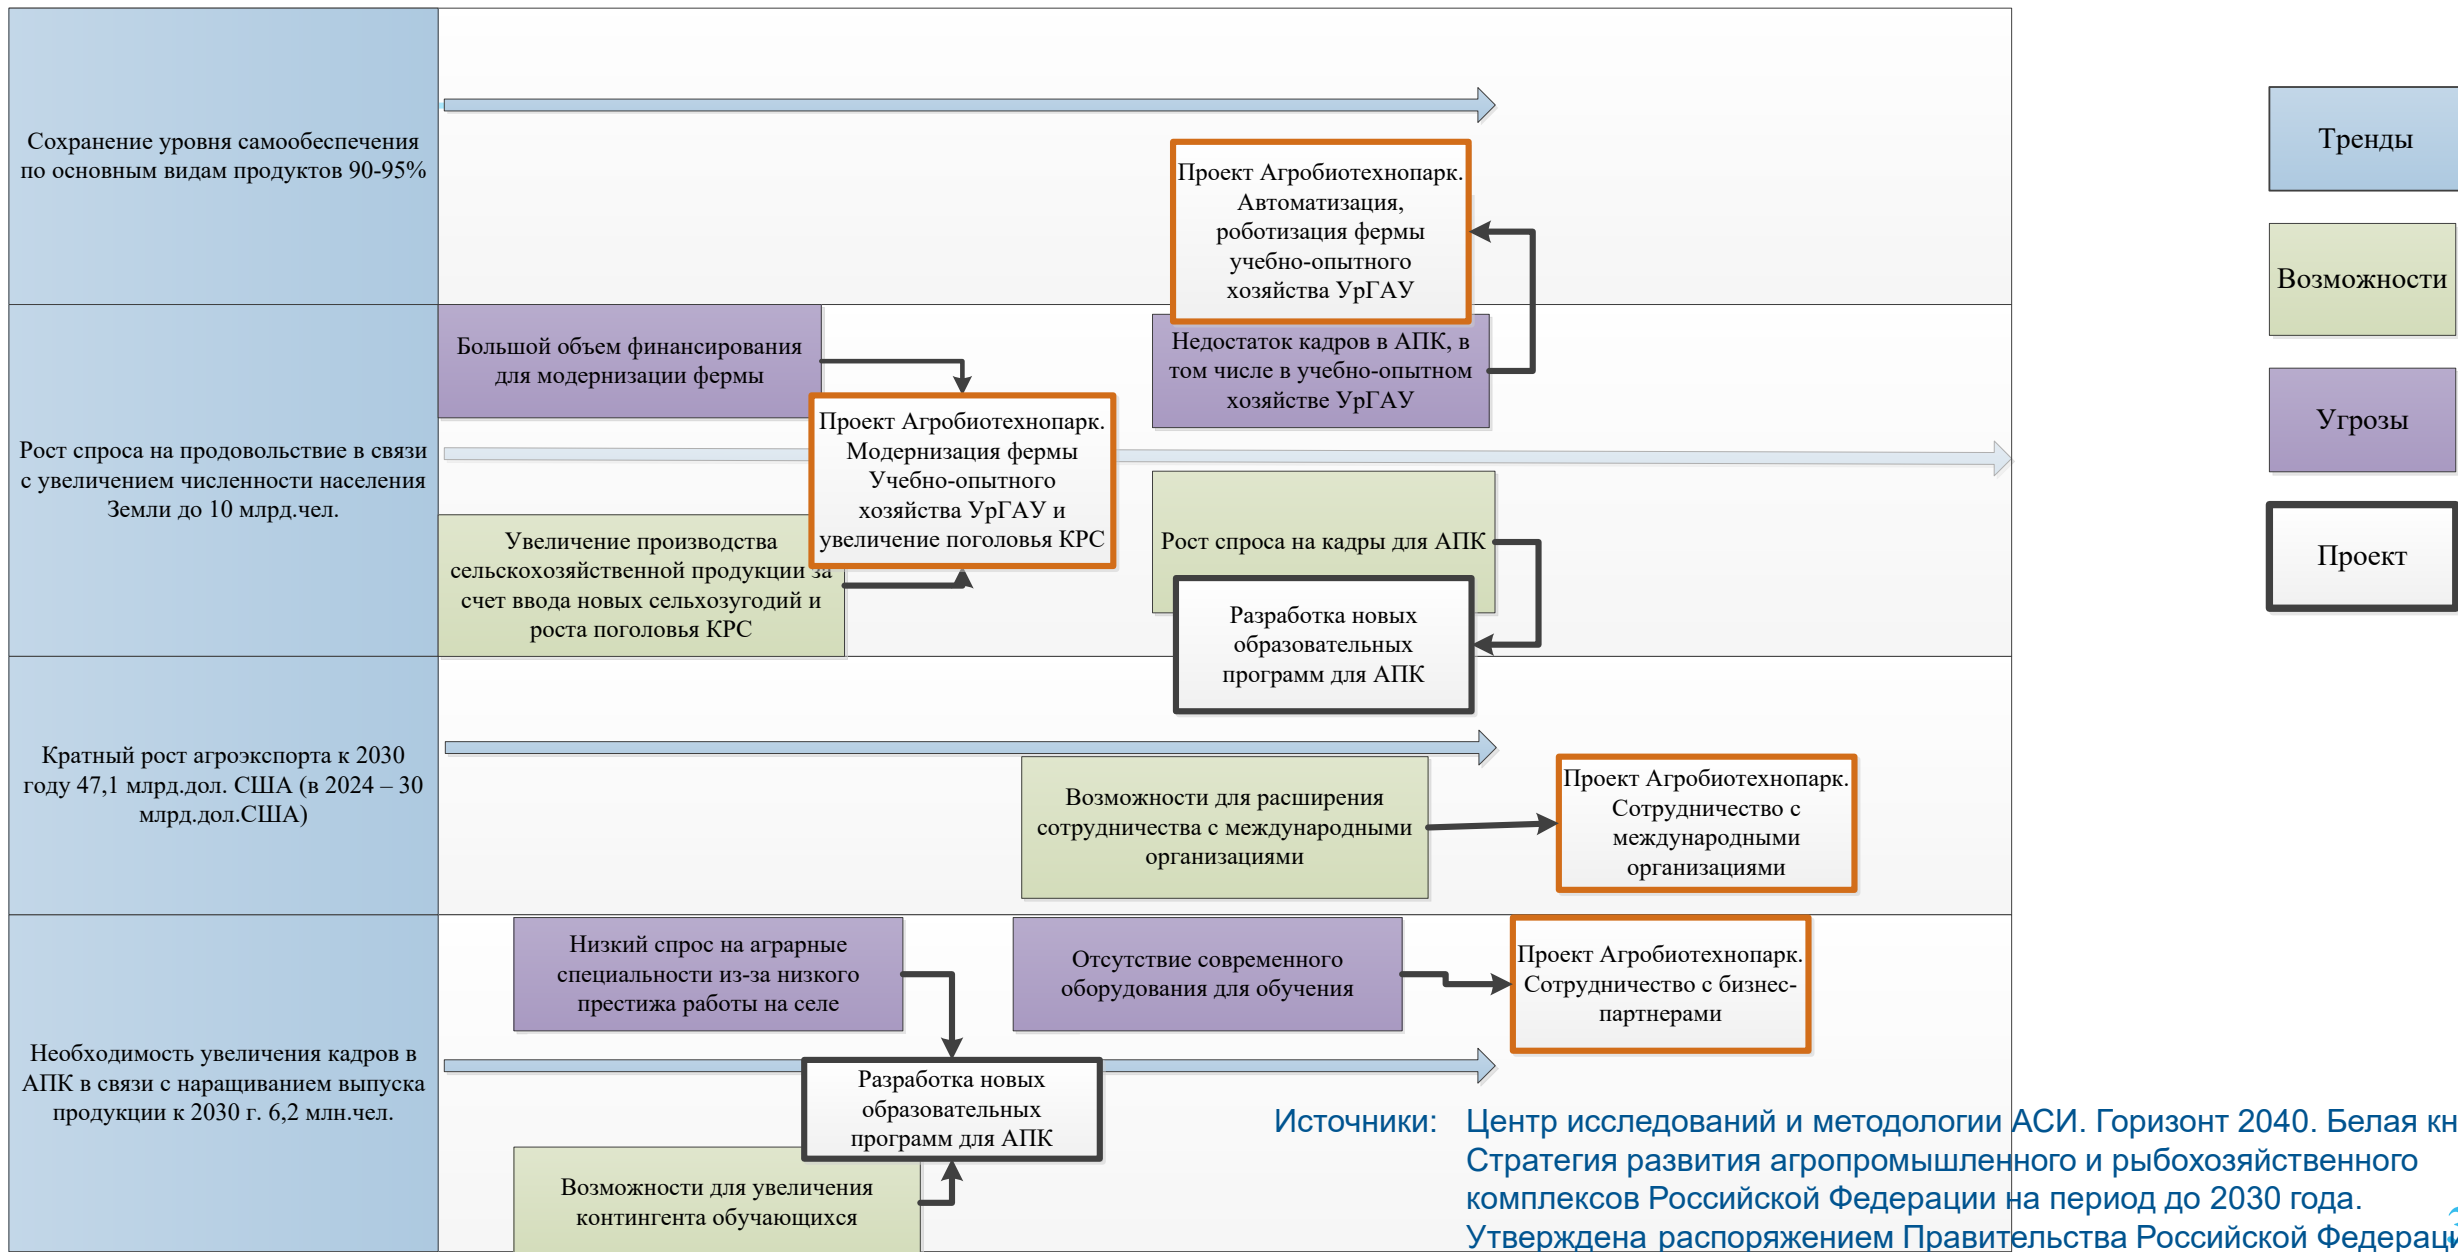 Сохранение уровня самообеспечения
по основным видам продуктов 90-95%
Проект Агробиотехнопарк.
Автоматизация,
роботизация фермы
учебно-опытного
хозяйства УрГАУ
Рост спроса на продовольствие в связи
с увеличением численности населения
Земли до 10 млрд.чел.
Большой объем финансирования
для модернизации фермы
Проект Агробиотехнопарк.
Модернизация фермы
Учебно-опытного
хозяйства УрГАУ и
увеличение поголовья КРС
Увеличение производства
сельскохозяйственной продукции за
счет ввода новых сельхозугодий и
роста поголовья КРС
Недостаток кадров в АПК, в
том числе в учебно-опытном
хозяйстве УрГАУ
Рост спроса на кадры для АПК
Разработка новых
образовательных
программ для АПК
Кратный рост агроэкспорта к 2030
году 47,1 млрд.дол. США (в 2024 – 30
млрд.дол.США)
Возможности для расширения
сотрудничества с международными
организациями
Проект Агробиотехнопарк.
Сотрудничество с
международными
организациями
Необходимость увеличения кадров в
АПК в связи с наращиванием выпуска
продукции к 2030 г. 6,2 млн.чел.
Низкий спрос на аграрные
специальности из-за низкого
престижа работы на селе
Отсутствие современного
оборудования для обучения
Проект Агробиотехнопарк.
Сотрудничество с бизнес-
партнерами
Разработка новых
образовательных
программ для АПК
Возможности для увеличения
контингента обучающихся
Тренды
Возможности
Угрозы
Проект
Источники: Центр исследований и методологии АСИ. Горизонт 2040. Белая кн
Стратегия развития агропромышленного и рыбохозяйственного
комплексов Российской Федерации на период до 2030 года.
Утверждена распоряжением Правительства Российской Федерац